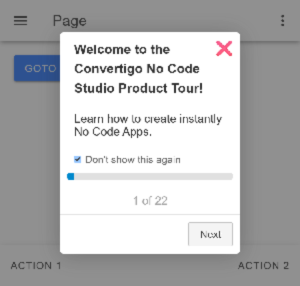 Page
GOTO
Welcome to the
Convertigo No Code
Studio Product Tour!
Learn how to create instantly
No Code Apps.
Don't show this again
1 of 22
Next
ACTION 1 ACTION 2